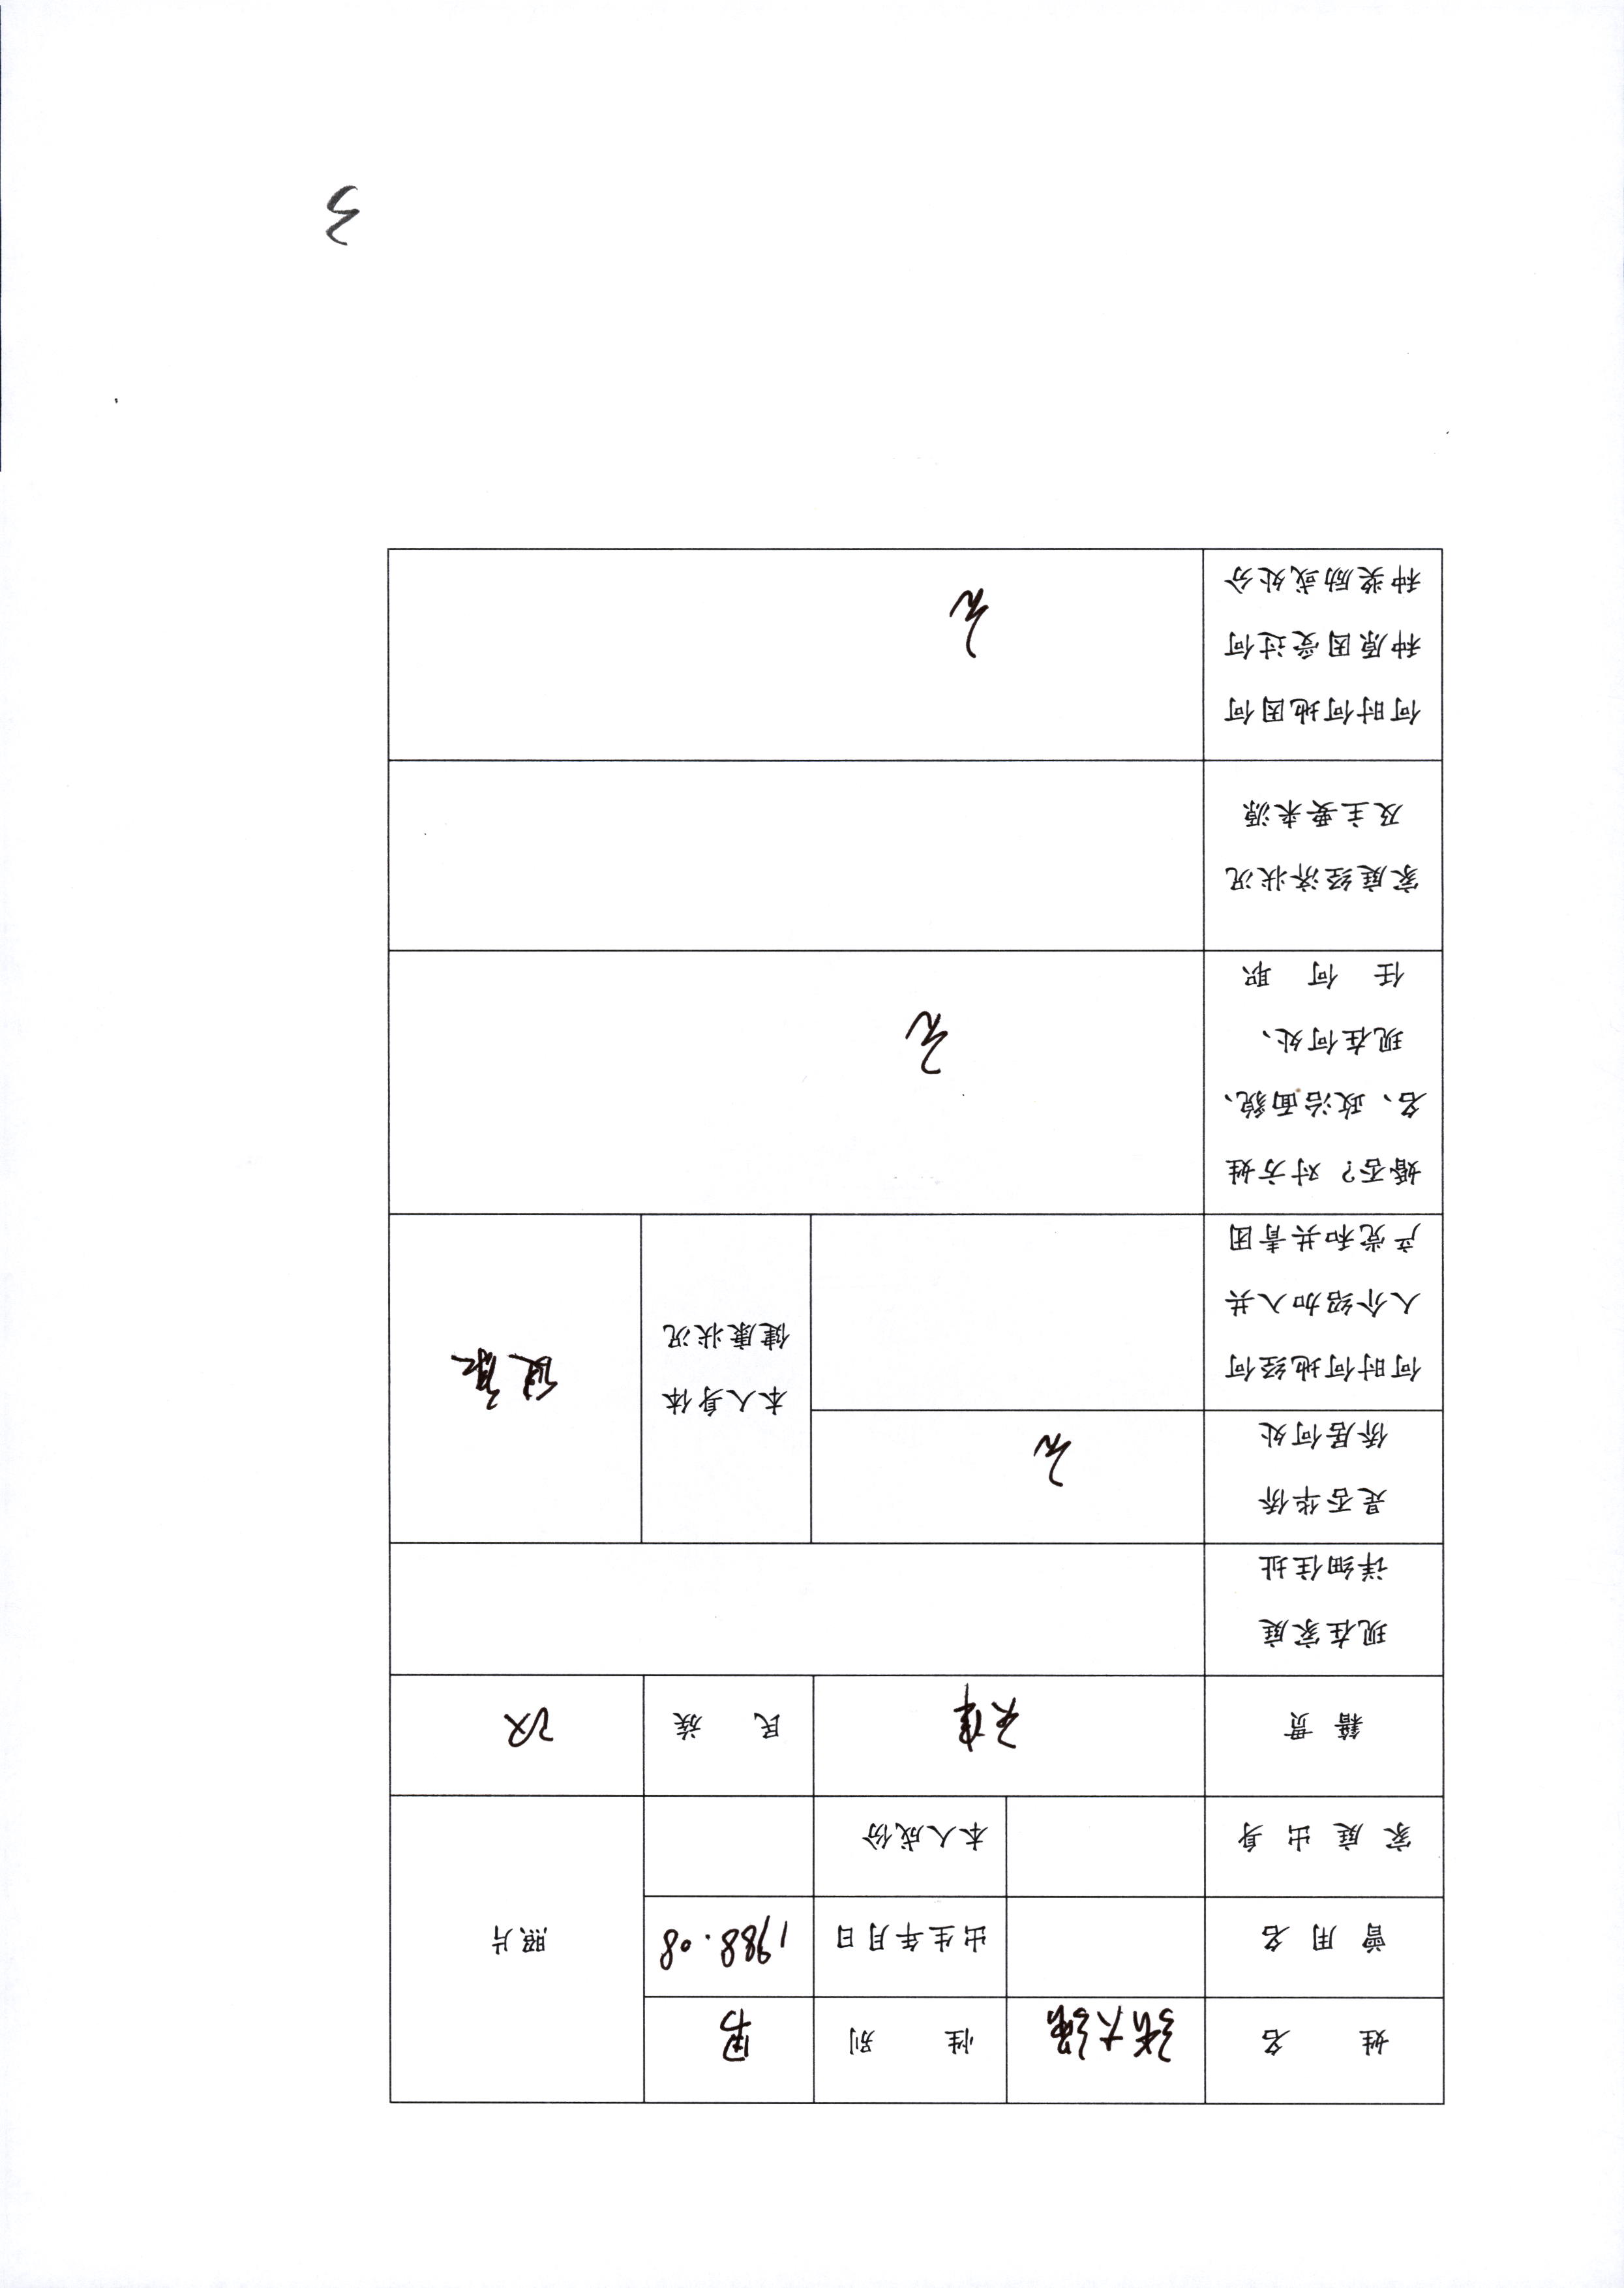 姓 名 张大强 性 别 男
曾 用 名 出生年月日 1988.08 照片
家 庭 出 身 本人成份
籍 贯 天津 民 族 汉
现在家庭
详细住址
是否华侨
侨居何处
无
本人身体
健康状况
健康
何时何地经何
人介绍加入共
产党和共青团
婚否？对方姓
名、政治面貌、
现在何处、
任 何 职
无
家庭经济状况
及主要来源
何时何地因何
种原因受过何
种奖励或处分
无
3